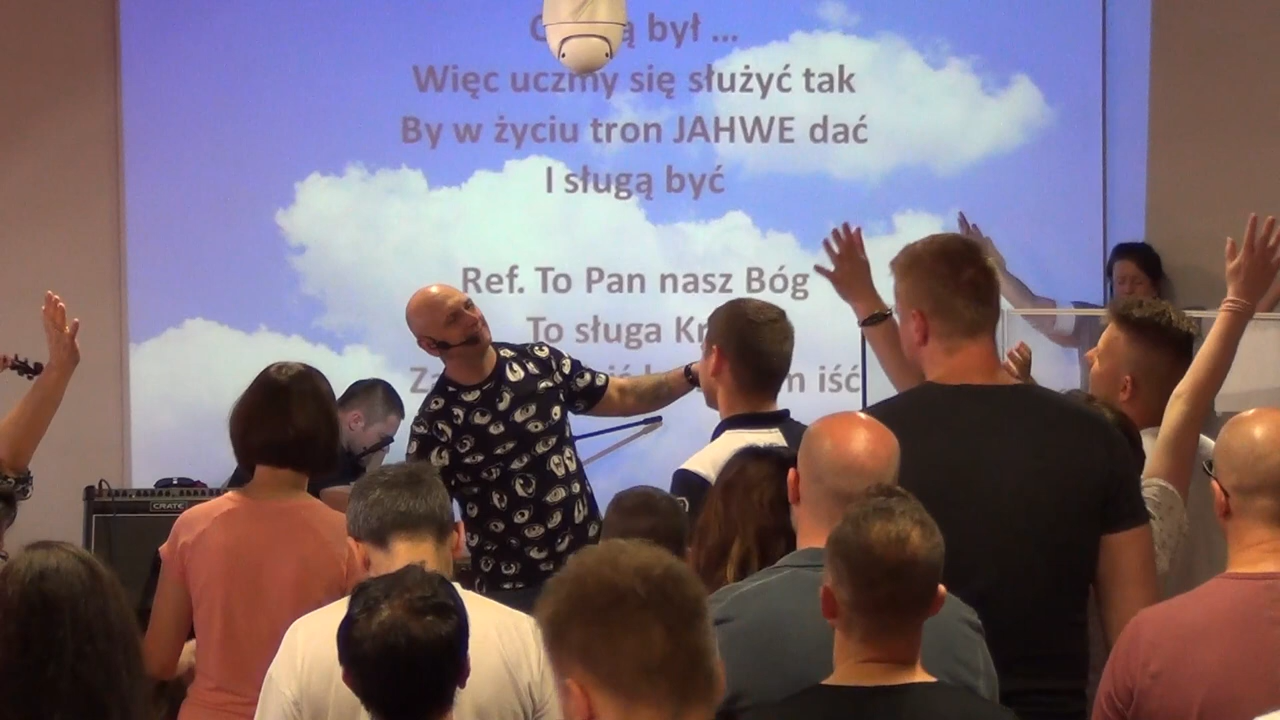 był ...
Więc uczmy się służyć tak
By w życiu tron JAHWE dać
I sługą być
Ref. To Pan nasz Bóg
To sługa
iść
CRATE